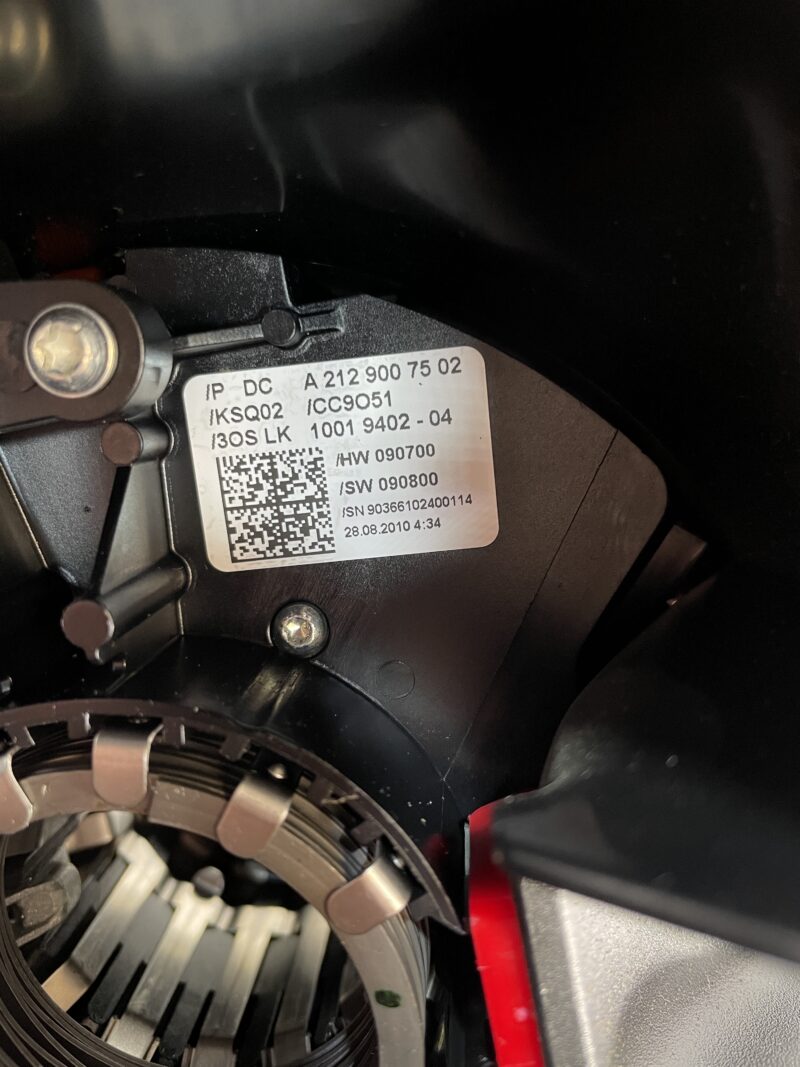 /P DC A 212 900 75 02
/KSQ02 /CC9O51
/3OS LK 1001 9402 - 04
/HW 090700
/SW 090800
/SN 90366102400114
28.08.2010 4:34